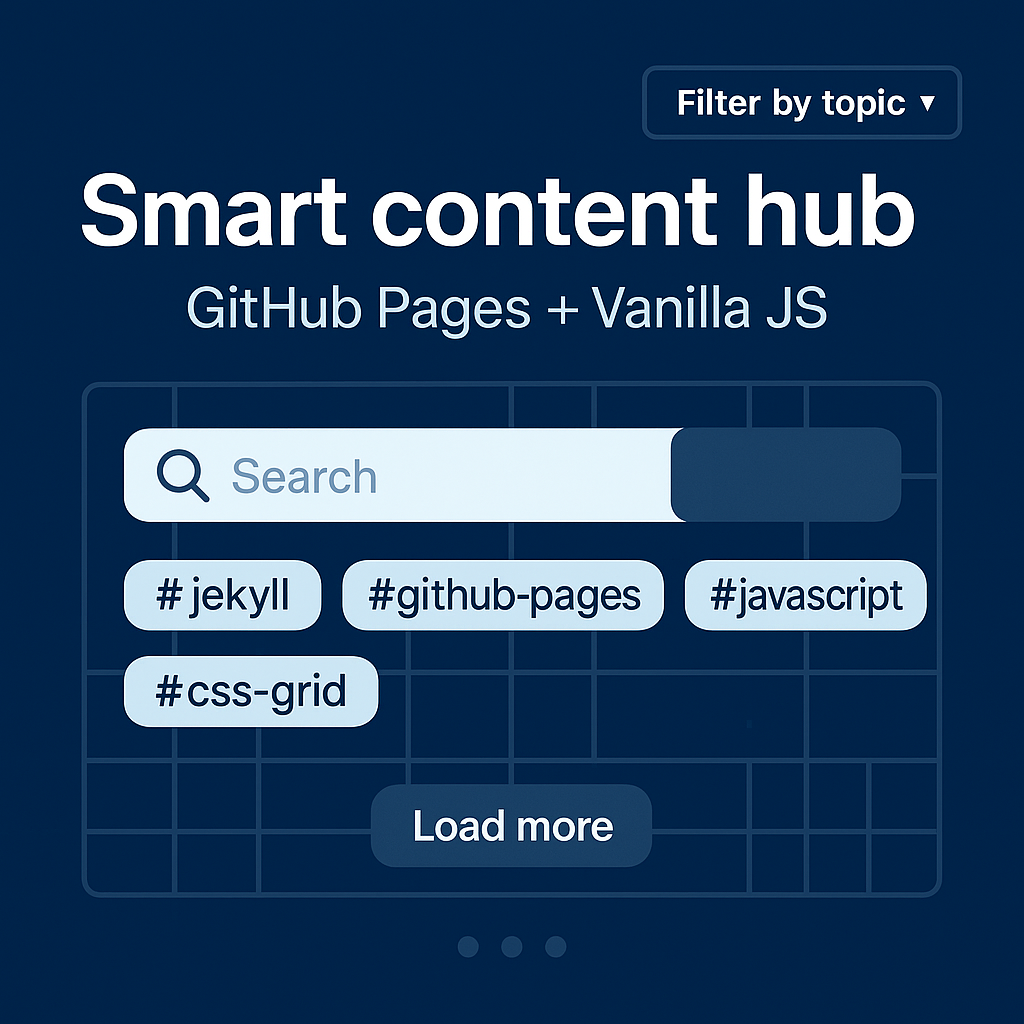 Filter by topic ▼
Smart content hub
GitHub Pages + Vanilla JS
Search
# jekyll #github-pages #javascript
#css-grid
Load more